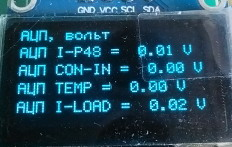 GND VCC SCL SDA
АЦП, вольт
АЦП I-P48 = 0.01 V
АЦП CON-IN = 0.00 V
АЦП TEMP = 0.00 V
АЦП I-LOAD = 0.02 V